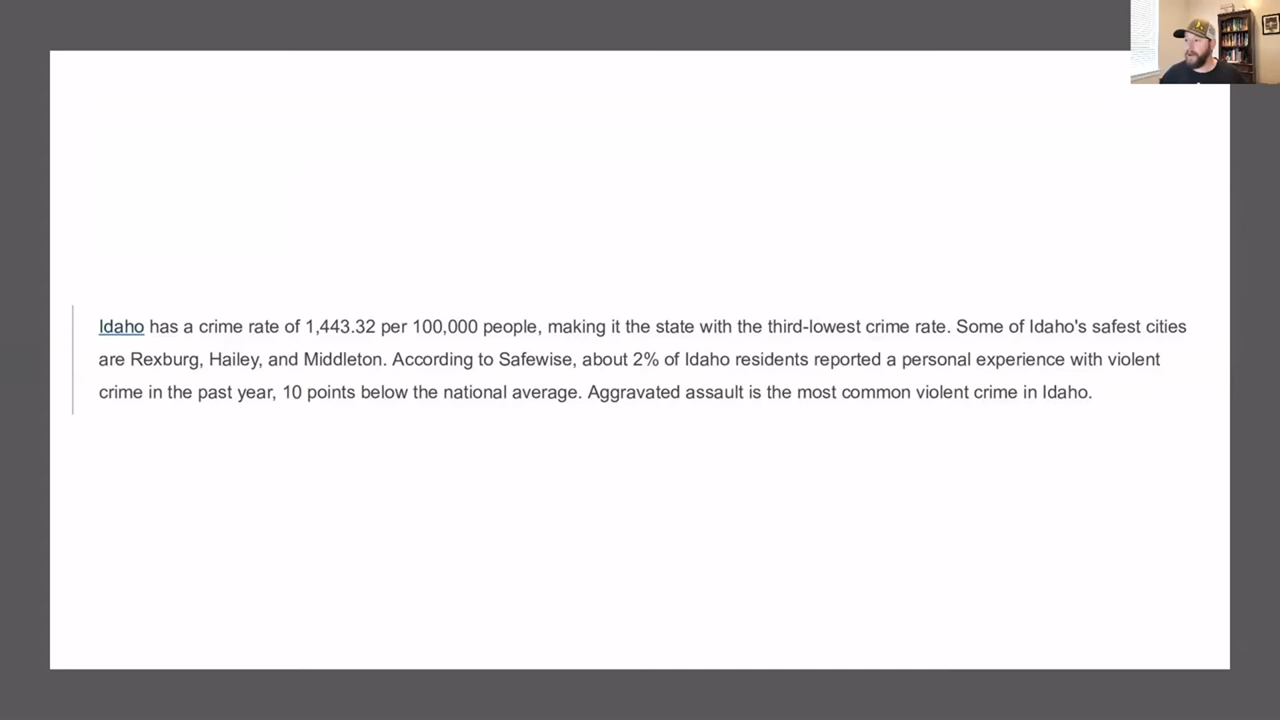 Idaho has a crime rate of 1,443.32 per 100,000 people, making it the state with the third-lowest crime rate. Some of Idaho's safest cities
are Rexburg, Hailey, and Middleton. According to Safewise, about 2% of Idaho residents reported a personal experience with violent
crime in the past year, 10 points below the national average. Aggravated assault is the most common violent crime in Idaho.